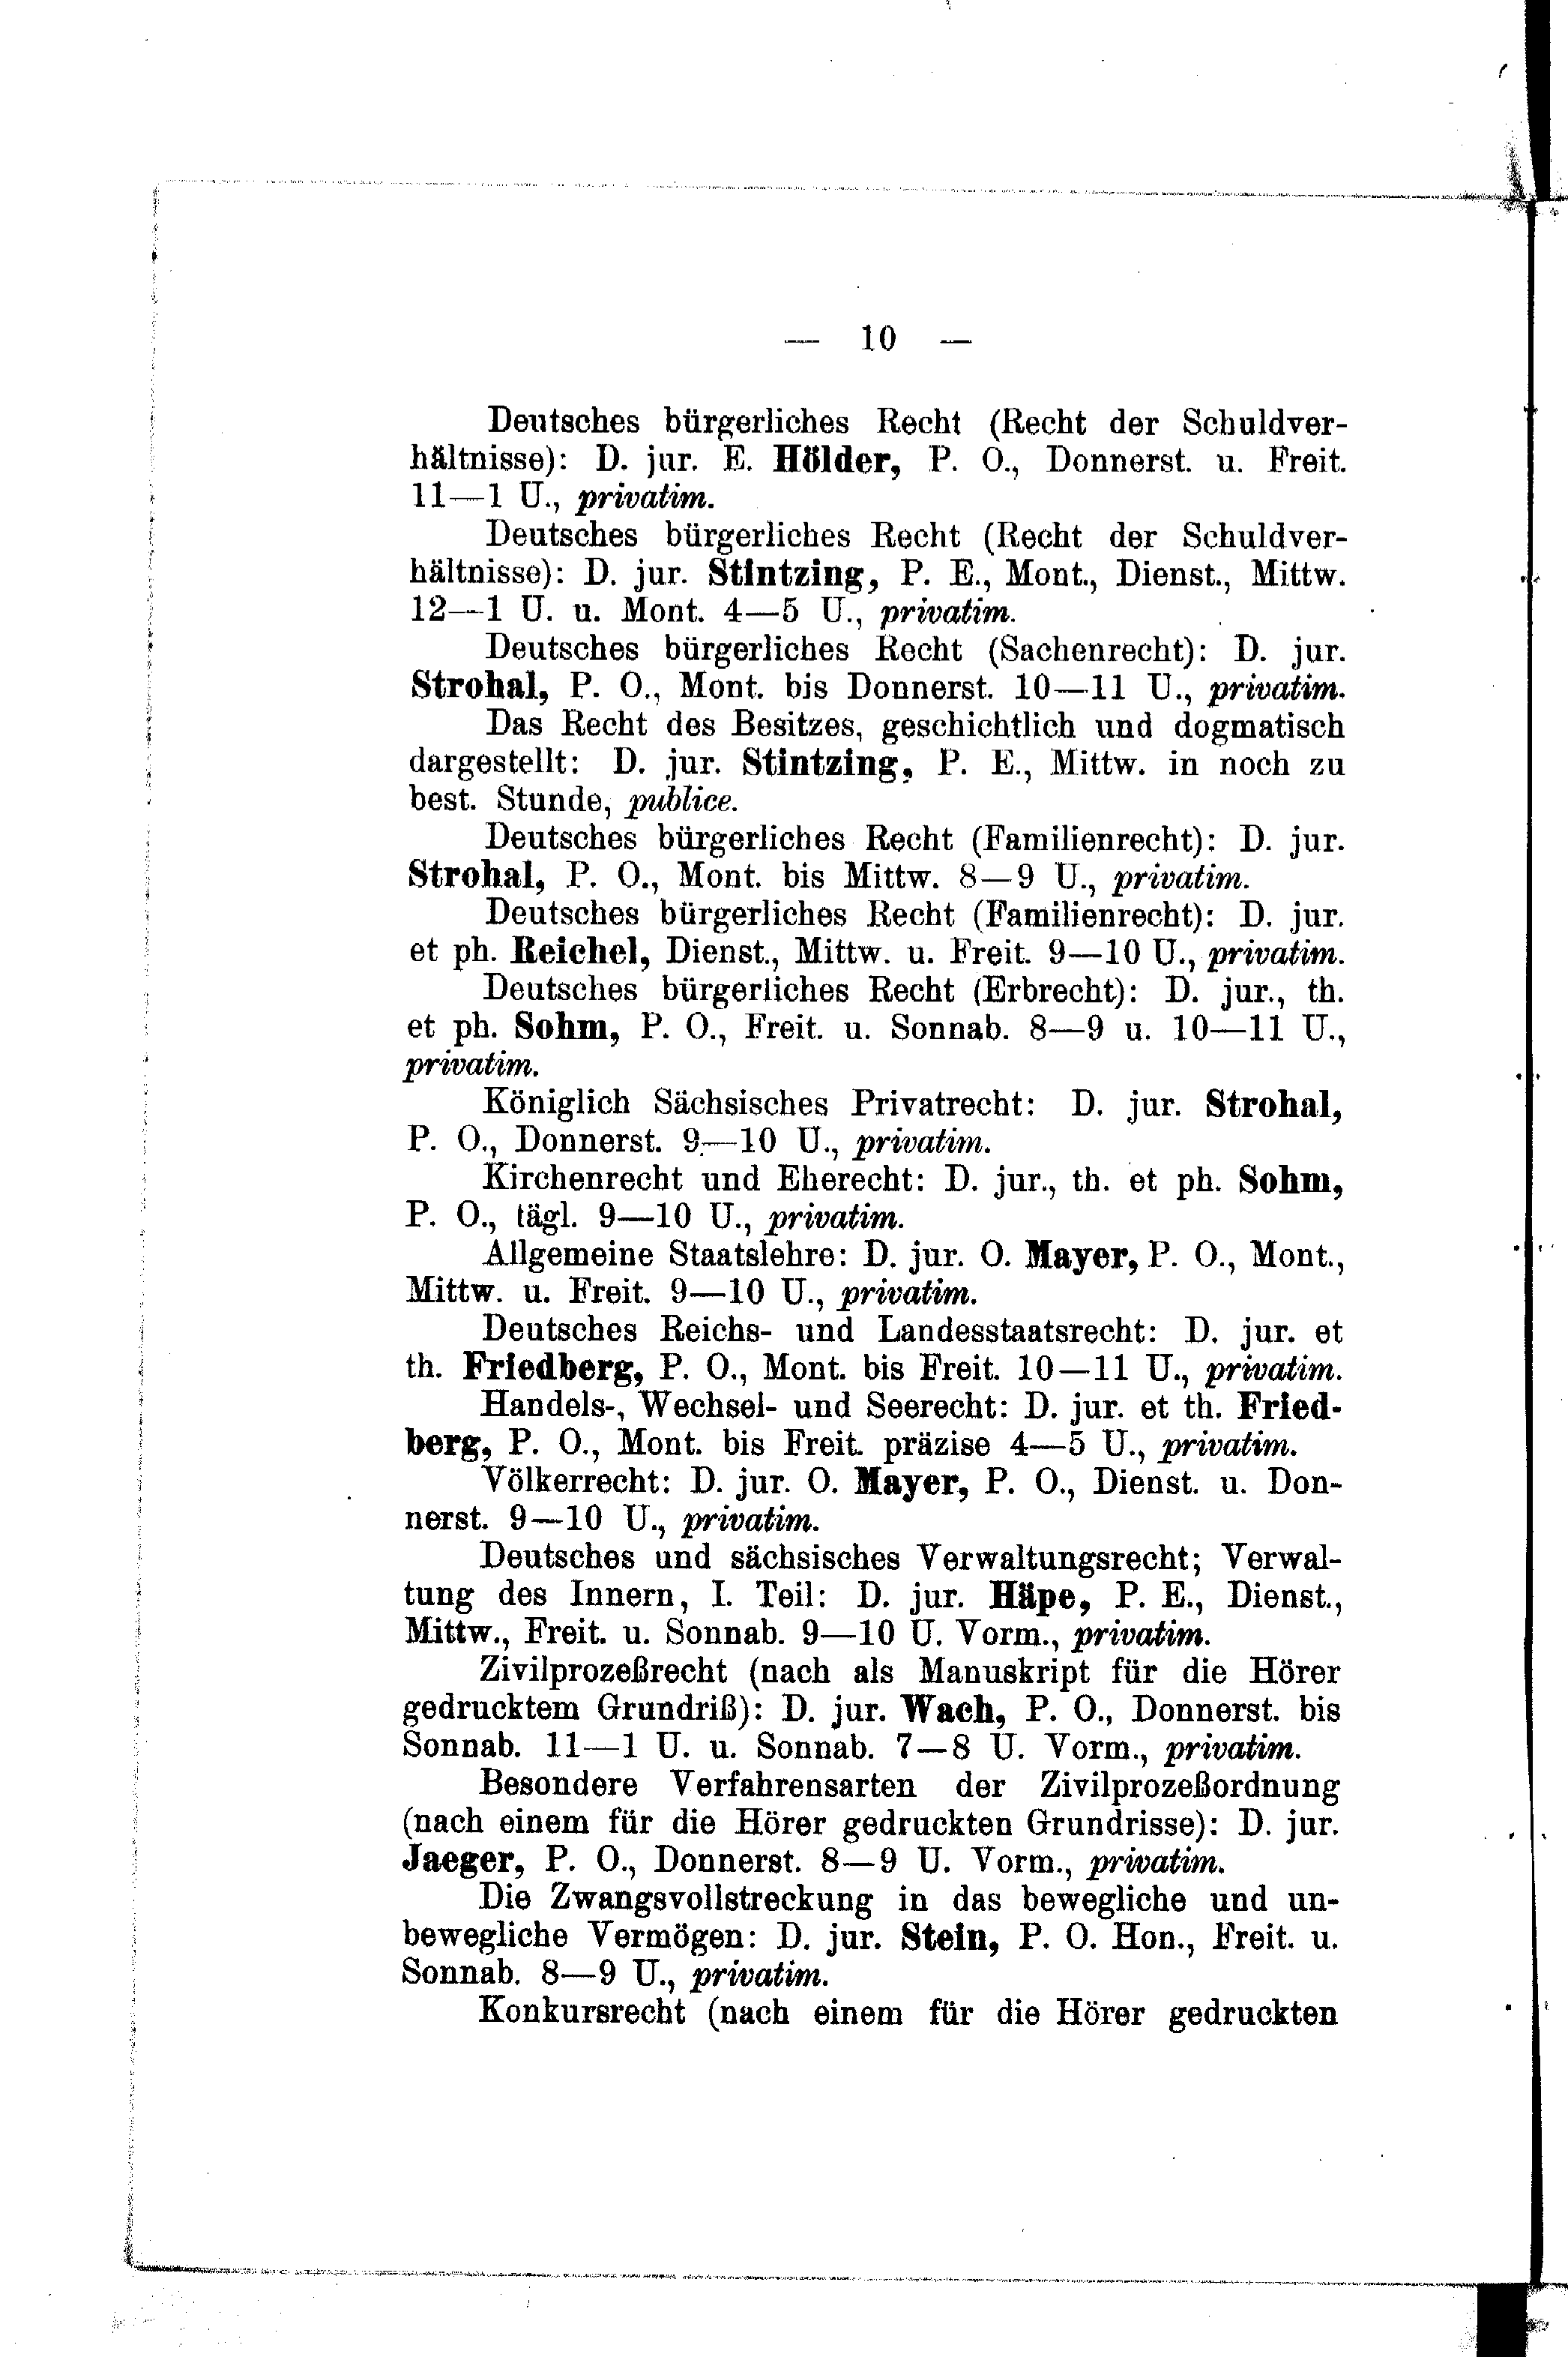 — 10 —
Deutsches bürgerliches Recht (Recht der Schuldver-
hältnisse): D. jur. E. Hölder, P. O., Donnerst. u. Freit.
11—1 U., privatim.
Deutsches bürgerliches Recht (Recht der Schuldver-
hältnisse): D. jur. Stintzing, P. E., Mont., Dienst., Mittw.
12—1 U. u. Mont. 4—5 U., privatim.
Deutsches bürgerliches Recht (Sachenrecht): D. jur.
Strohal, P. O., Mont. bis Donnerst. 10—11 U., privatim.
Das Recht des Besitzes, geschichtlich und dogmatisch
dargestellt: D. jur. Stintzing, P. E., Mittw. in noch zu
best. Stunde, publice.
Deutsches bürgerliches Recht (Familienrecht): D. jur.
Strohal, P. O., Mont. bis Mittw. 8—9 U., privatim.
Deutsches bürgerliches Recht (Familienrecht): D. jur.
et ph. Reichel, Dienst., Mittw. u. Freit. 9—10 U., privatim.
Deutsches bürgerliches Recht (Erbrecht): D. jur., th.
et ph. Sohm, P. O., Freit. u. Sonnab. 8—9 u. 10—11 U.,
privatim.
Königlich Sächsisches Privatrecht: D. jur. Strohal,
P. O., Donnerst. 9—10 U., privatim.
Kirchenrecht und Eherecht: D. jur., th. et ph. Sohm,
P. O., tägl. 9—10 U., privatim.
Allgemeine Staatslehre: D. jur. O. Mayer, P. O., Mont.,
Mittw. u. Freit. 9—10 U., privatim.
Deutsches Reichs- und Landesstaatsrecht: D. jur. et
th. Friedberg, P. O., Mont. bis Freit. 10—11 U., privatim.
Handels-, Wechsel- und Seerecht: D. jur. et th. Fried-
berg, P. O., Mont. bis Freit. präzise 4—5 U., privatim.
Völkerrecht: D. jur. O. Mayer, P. O., Dienst. u. Don-
nerst. 9—10 U., privatim.
Deutsches und sächsisches Verwaltungsrecht; Verwal-
tung des Innern, I. Teil: D. jur. Häpe, P. E., Dienst.,
Mittw., Freit. u. Sonnab. 9—10 U. Vorm., privatim.
Zivilprozeßrecht (nach als Manuskript für die Hörer
gedrucktem Grundriß): D. jur. Wach, P. O., Donnerst. bis
Sonnab. 11—1 U. u. Sonnab. 7—8 U. Vorm., privatim.
Besondere Verfahrensarten der Zivilprozeßordnung
(nach einem für die Hörer gedruckten Grundrisse): D. jur.
Jaeger, P. O., Donnerst. 8—9 U. Vorm., privatim.
Die Zwangsvollstreckung in das bewegliche und un-
bewegliche Vermögen: D. jur. Stein, P. O. Hon., Freit. u.
Sonnab. 8—9 U., privatim.
Konkursrecht (nach einem für die Hörer gedruckten